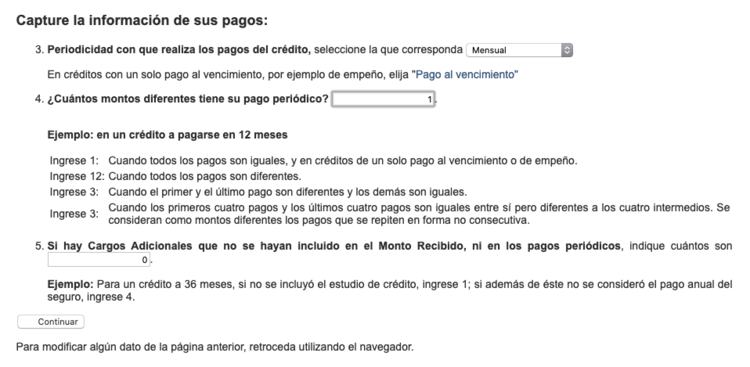 Capture la información de sus pagos:
3. Periodicidad con que realiza los pagos del crédito, seleccione la que corresponda Mensual
En créditos con un solo pago al vencimiento, por ejemplo de empeño, elija "Pago al vencimiento"
4. ¿Cuántos montos diferentes tiene su pago periódico? 1.
Ejemplo: en un crédito a pagarse en 12 meses
Ingrese 1: Cuando todos los pagos son iguales, y en créditos de un solo pago al vencimiento o de empeño.
Ingrese 12: Cuando todos los pagos son diferentes.
Ingrese 3: Cuando el primer y el último pago son diferentes y los demás son iguales.
Ingrese 3: Cuando los primeros cuatro pagos y los últimos cuatro pagos son iguales entre sí pero diferentes a los cuatro intermedios. Se
consideran como montos diferentes los pagos que se repiten en forma no consecutiva.
5. Si hay Cargos Adicionales que no se hayan incluido en el Monto Recibido, ni en los pagos periódicos, indique cuántos son
0.
Ejemplo: Para un crédito a 36 meses, si no se incluyó el estudio de crédito, ingrese 1; si además de éste no se consideró el pago anual del
seguro, ingrese 4.
Continuar
Para modificar algún dato de la página anterior, retroceda utilizando el navegador.